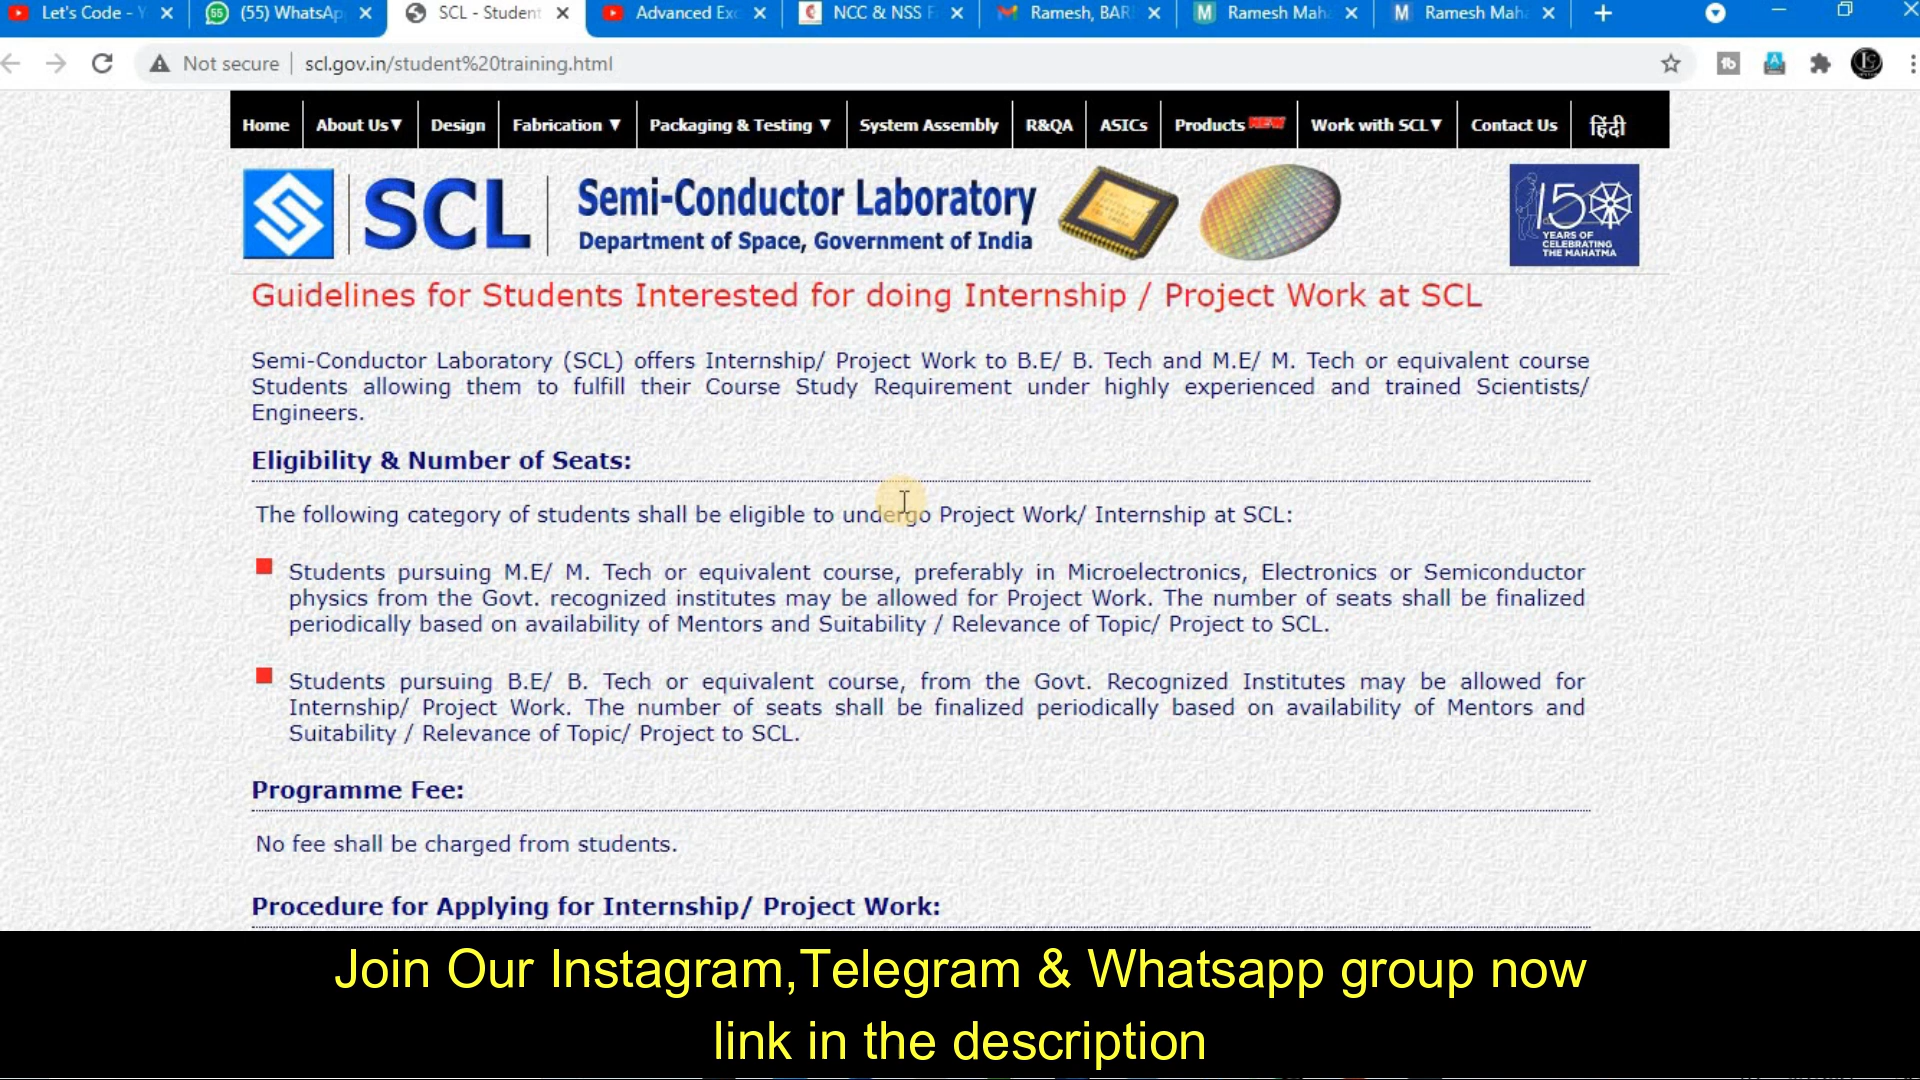 Let's Code - Y
(55) WhatsAp
SCL - Student
Advanced Exc
NCC & NSS F
Ramesh, BAR
Ramesh Mah
Ramesh Mah
Not secure | scl.gov.in/student%20training.html
Home About Us▼ Design Fabrication ▼ Packaging & Testing ▼ System Assembly R&QA ASICs Products NEW Work with SCL▼ Contact Us हिंदी
SCL
Semi-Conductor Laboratory
Department of Space, Government of India
150
YEARS OF
CELEBRATING
THE MAHATMA
Guidelines for Students Interested for doing Internship / Project Work at SCL
Semi-Conductor Laboratory (SCL) offers Internship/ Project Work to B.E/ B. Tech and M.E/ M. Tech or equivalent course
Students allowing them to fulfill their Course Study Requirement under highly experienced and trained Scientists/
Engineers.
Eligibility & Number of Seats:
The following category of students shall be eligible to undergo Project Work/ Internship at SCL:
Students pursuing M.E/ M. Tech or equivalent course, preferably in Microelectronics, Electronics or Semiconductor
physics from the Govt. recognized institutes may be allowed for Project Work. The number of seats shall be finalized
periodically based on availability of Mentors and Suitability / Relevance of Topic/ Project to SCL.
Students pursuing B.E/ B. Tech or equivalent course, from the Govt. Recognized Institutes may be allowed for
Internship/ Project Work. The number of seats shall be finalized periodically based on availability of Mentors and
Suitability / Relevance of Topic/ Project to SCL.
Programme Fee:
No fee shall be charged from students.
Procedure for Applying for Internship/ Project Work:
Join Our Instagram,Telegram & Whatsapp group now
link in the description